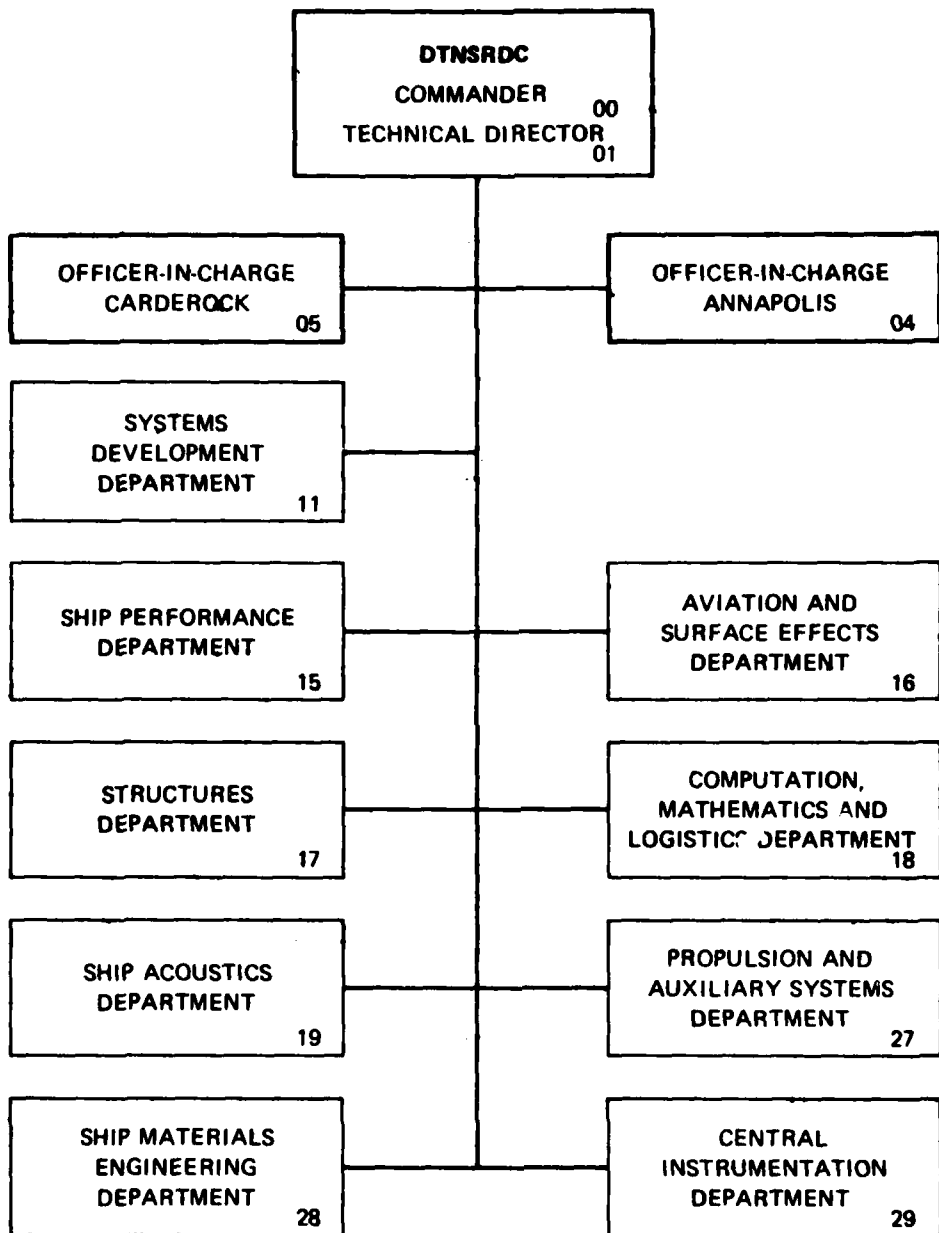 DTNSRDC
COMMANDER
00
TECHNICAL DIRECTOR
01
OFFICER-IN-CHARGE
CARDEROCK
05
OFFICER-IN-CHARGE
ANNAPOLIS
04
SYSTEMS
DEVELOPMENT
DEPARTMENT
11
SHIP PERFORMANCE
DEPARTMENT
15
AVIATION AND
SURFACE EFFECTS
DEPARTMENT
16
STRUCTURES
DEPARTMENT
17
COMPUTATION,
MATHEMATICS AND
LOGISTICS DEPARTMENT
18
SHIP ACOUSTICS
DEPARTMENT
19
PROPULSION AND
AUXILIARY SYSTEMS
DEPARTMENT
27
SHIP MATERIALS
ENGINEERING
DEPARTMENT
28
CENTRAL
INSTRUMENTATION
DEPARTMENT
29